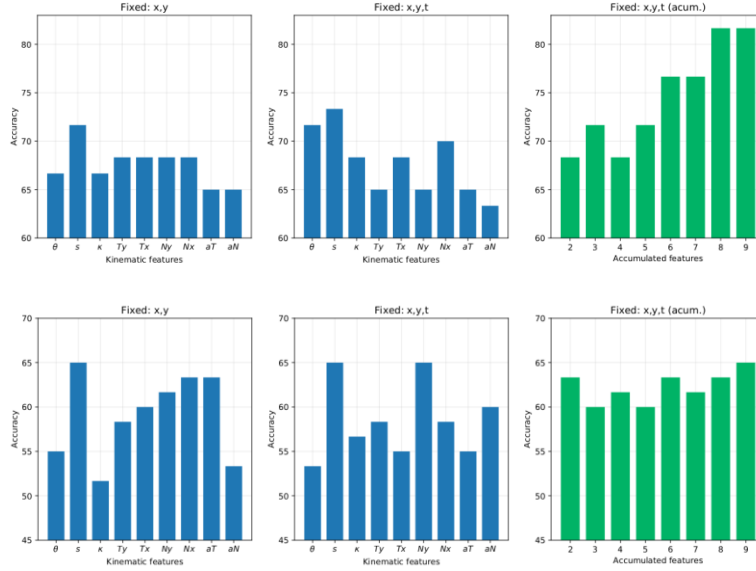 Fixed: x,y
Accuracy
80
75
70
65
60
θ s κ Ty Tx Ny Nx aT aN
Kinematic features
Fixed: x,y,t
Accuracy
80
75
70
65
60
θ s κ Ty Tx Ny Nx aT aN
Kinematic features
Fixed: x,y,t (acum.)
Accuracy
80
75
70
65
60
2 3 4 5 6 7 8 9
Accumulated features
Fixed: x,y
Accuracy
70
65
60
55
50
45
θ s κ Ty Tx Ny Nx aT aN
Kinematic features
Fixed: x,y,t
Accuracy
70
65
60
55
50
45
θ s κ Ty Tx Ny Nx aT aN
Kinematic features
Fixed: x,y,t (acum.)
Accuracy
70
65
60
55
50
45
2 3 4 5 6 7 8 9
Accumulated features